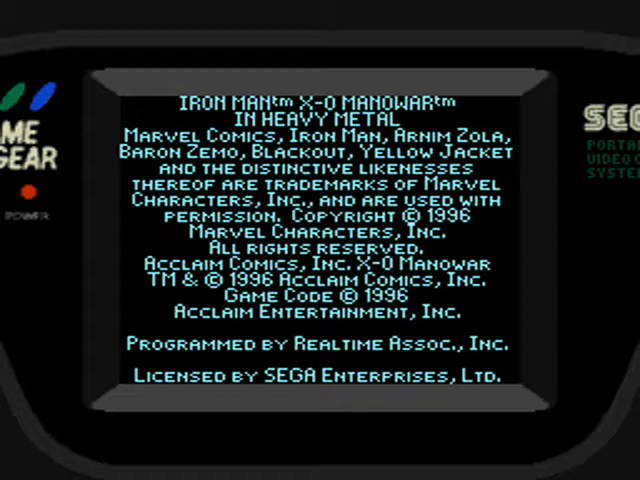 IRON MAN™ X-O MANOWAR™
IN HEAVY METAL
MARVEL COMICS, IRON MAN, ARNIM ZOLA,
BARON ZEMO, BLACKOUT, YELLOW JACKET
AND THE DISTINCTIVE LIKENESSES
THEREOF ARE TRADEMARKS OF MARVEL
CHARACTERS, INC., AND ARE USED WITH
PERMISSION. COPYRIGHT © 1996
MARVEL CHARACTERS, INC.
ALL RIGHTS RESERVED.
ACCLAIM COMICS, INC. X-O MANOWAR
TM & © 1996 ACCLAIM COMICS, INC.
GAME CODE © 1996
ACCLAIM ENTERTAINMENT, INC.
PROGRAMMED BY REALTIME ASSOC., INC.
LICENSED BY SEGA ENTERPRISES, LTD.
AME
GEAR
POWER
SEG
PORTA
VIDEO G
SYSTEM